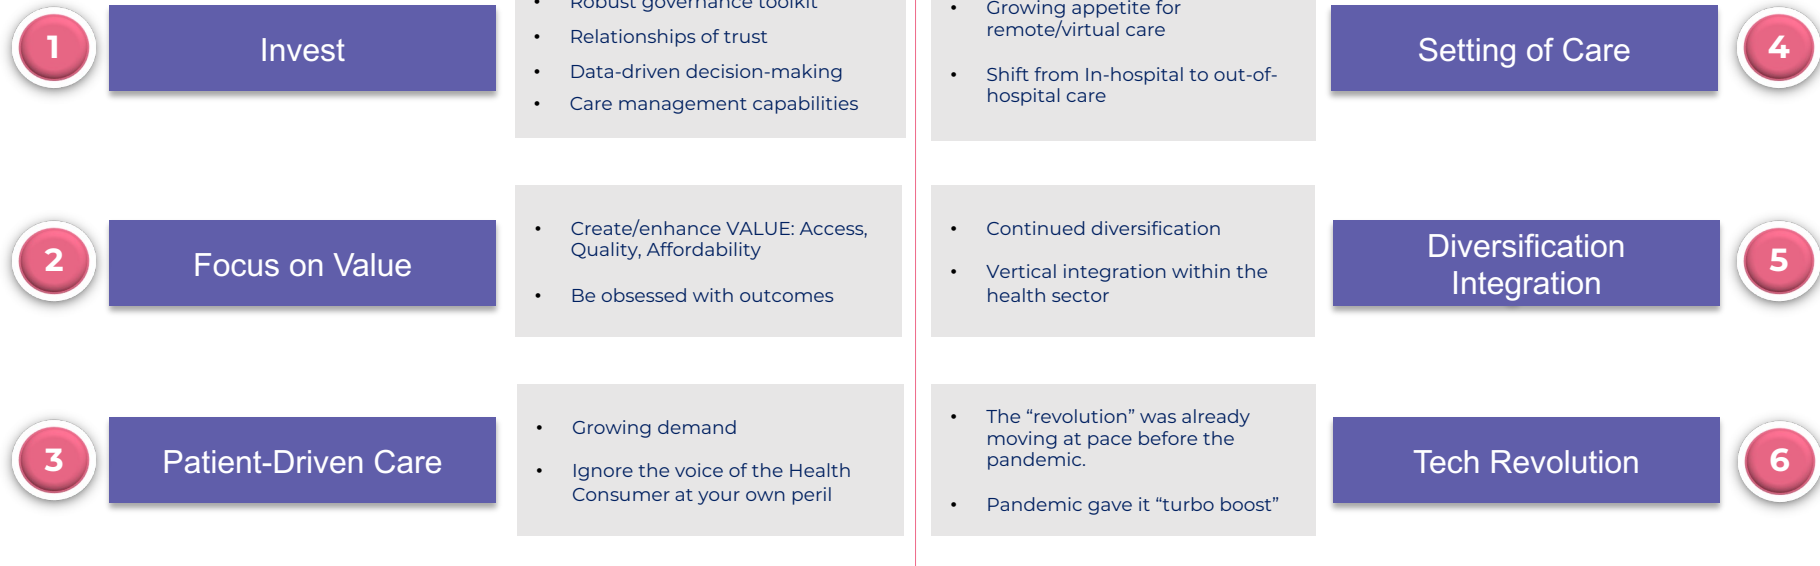 1
Invest
• Robust governance toolkit
• Relationships of trust
• Data-driven decision-making
• Care management capabilities
2
Focus on Value
• Create/enhance VALUE: Access,
Quality, Affordability
• Be obsessed with outcomes
3
Patient-Driven Care
• Growing demand
• Ignore the voice of the Health
Consumer at your own peril
• Growing appetite for
remote/virtual care
• Shift from In-hospital to out-of-
hospital care
Setting of Care
4
• Continued diversification
• Vertical integration within the
health sector
Diversification
Integration
5
• The “revolution” was already
moving at pace before the
pandemic.
• Pandemic gave it “turbo boost”
Tech Revolution
6